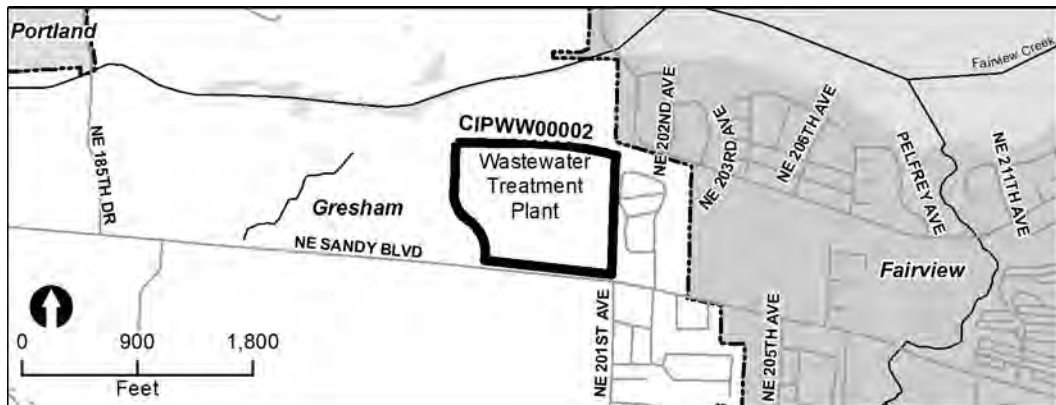 Portland
Fairview Creek
NE 185TH DR
CIPWW00002
Wastewater
Treatment
Plant
Gresham
NE SANDY BLVD
NE 202ND AVE
NE 203RD AVE
NE 206TH AVE
PELFREY AVE
NE 211TH AVE
Fairview
NE 201ST AVE
NE 205TH AVE
0 900 1,800
Feet